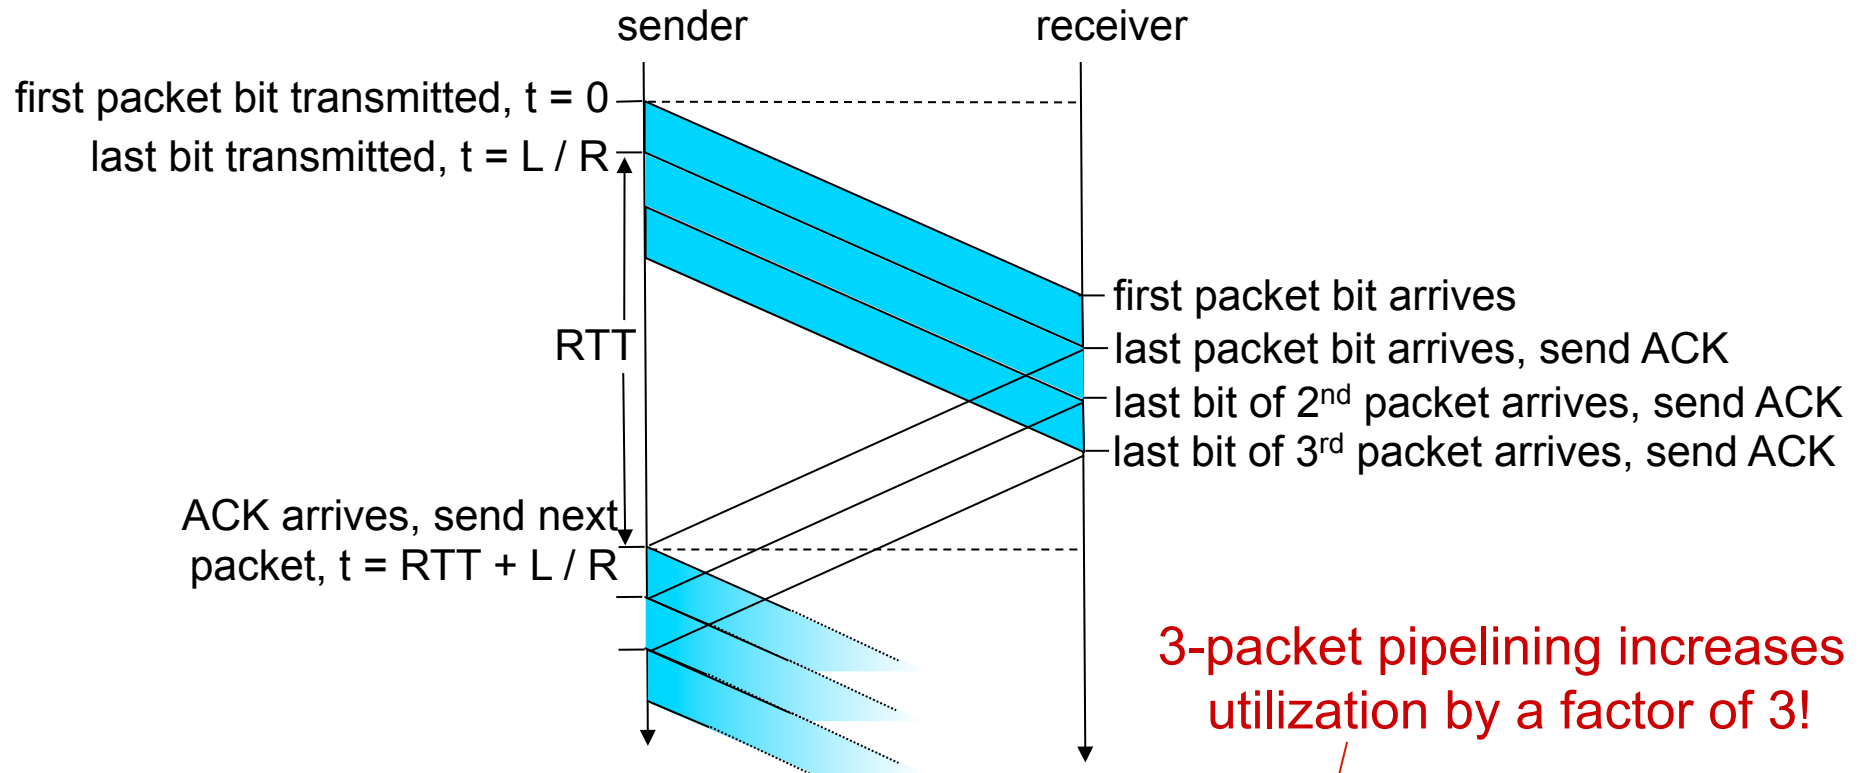 sender
receiver
first packet bit transmitted, t = 0
last bit transmitted, t = L / R
first packet bit arrives
RTT
last packet bit arrives, send ACK
last bit of 2nd packet arrives, send ACK
last bit of 3rd packet arrives, send ACK
ACK arrives, send next
packet, t = RTT + L / R
3-packet pipelining increases
utilization by a factor of 3!